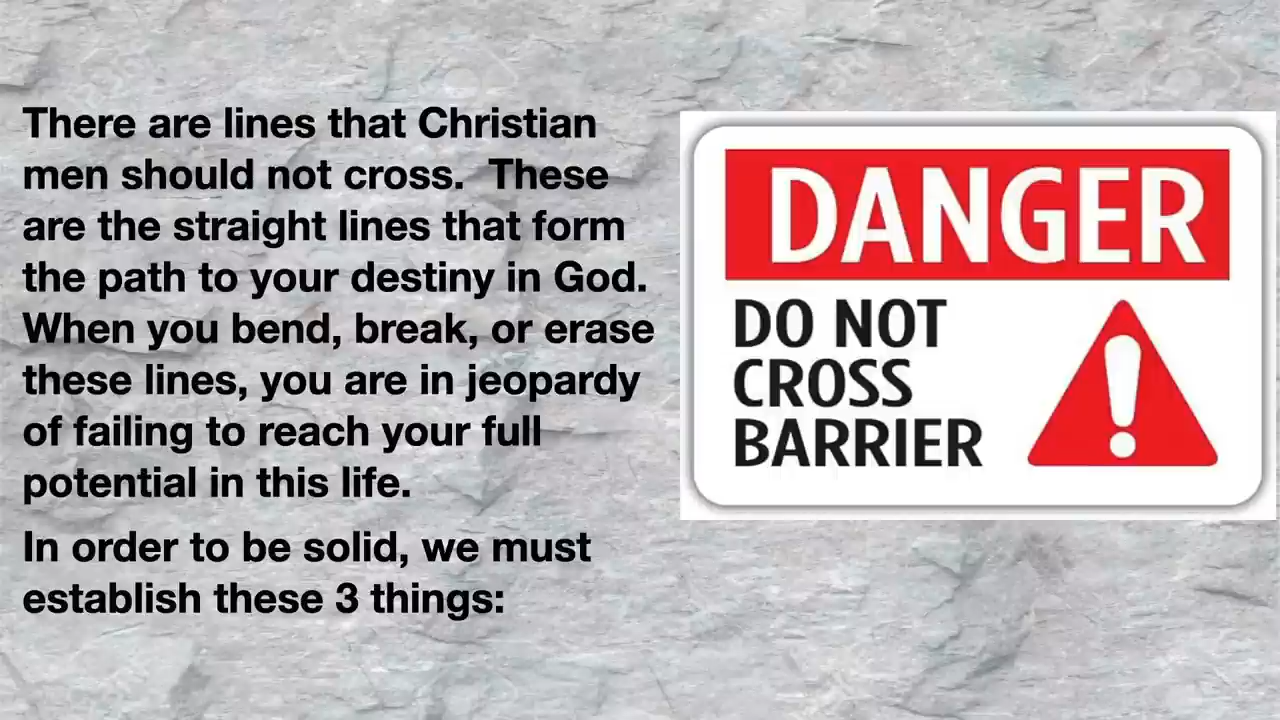 There are lines that Christian
men should not cross.  These
are the straight lines that form
the path to your destiny in God.
When you bend, break, or erase
these lines, you are in jeopardy
of failing to reach your full
potential in this life.
In order to be solid, we must
establish these 3 things:
DANGER
DO NOT
CROSS
BARRIER